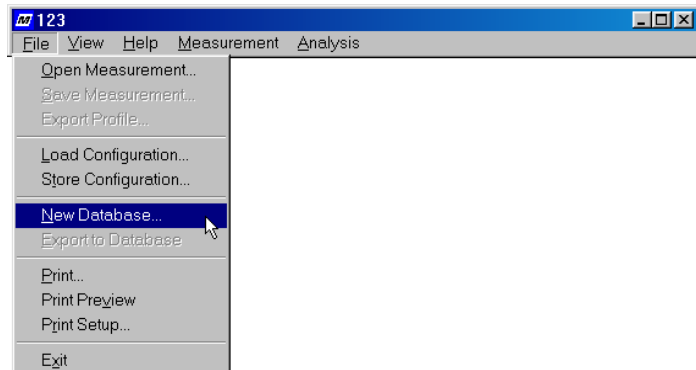 123
File View Help Measurement Analysis
Open Measurement...
Save Measurement...
Export Profile...
Load Configuration...
Store Configuration...
New Database...
Export to Database
Print...
Print Preview
Print Setup...
Exit